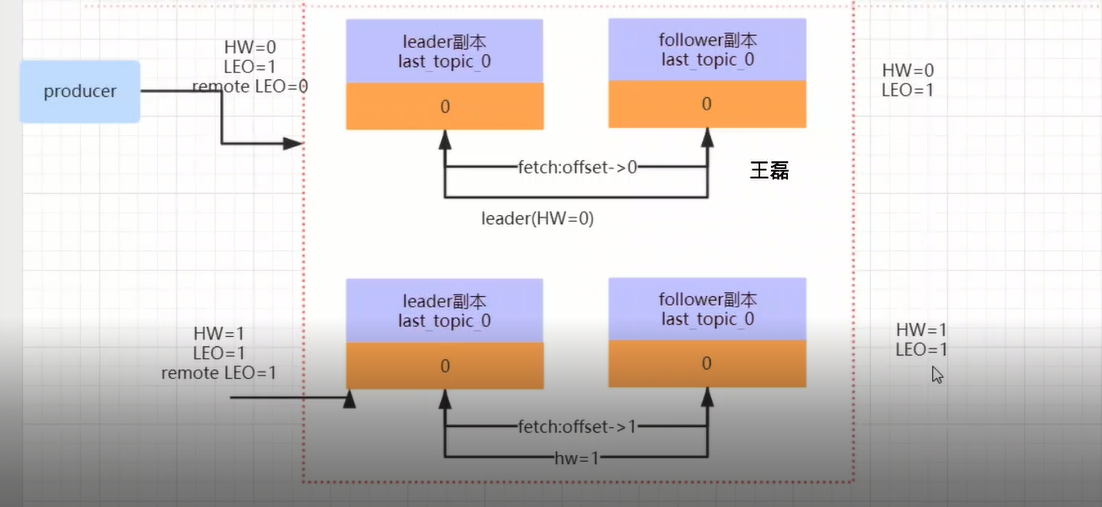 HW=0
LEO=1
remote LEO=0
producer
leader副本
last_topic_0
0
follower副本
last_topic_0
0
HW=0
LEO=1
fetch:offset->0
王磊
leader(HW=0)
leader副本
last_topic_0
0
follower副本
last_topic_0
0
HW=1
LEO=1
remote LEO=1
HW=1
LEO=1
fetch:offset->1
hw=1